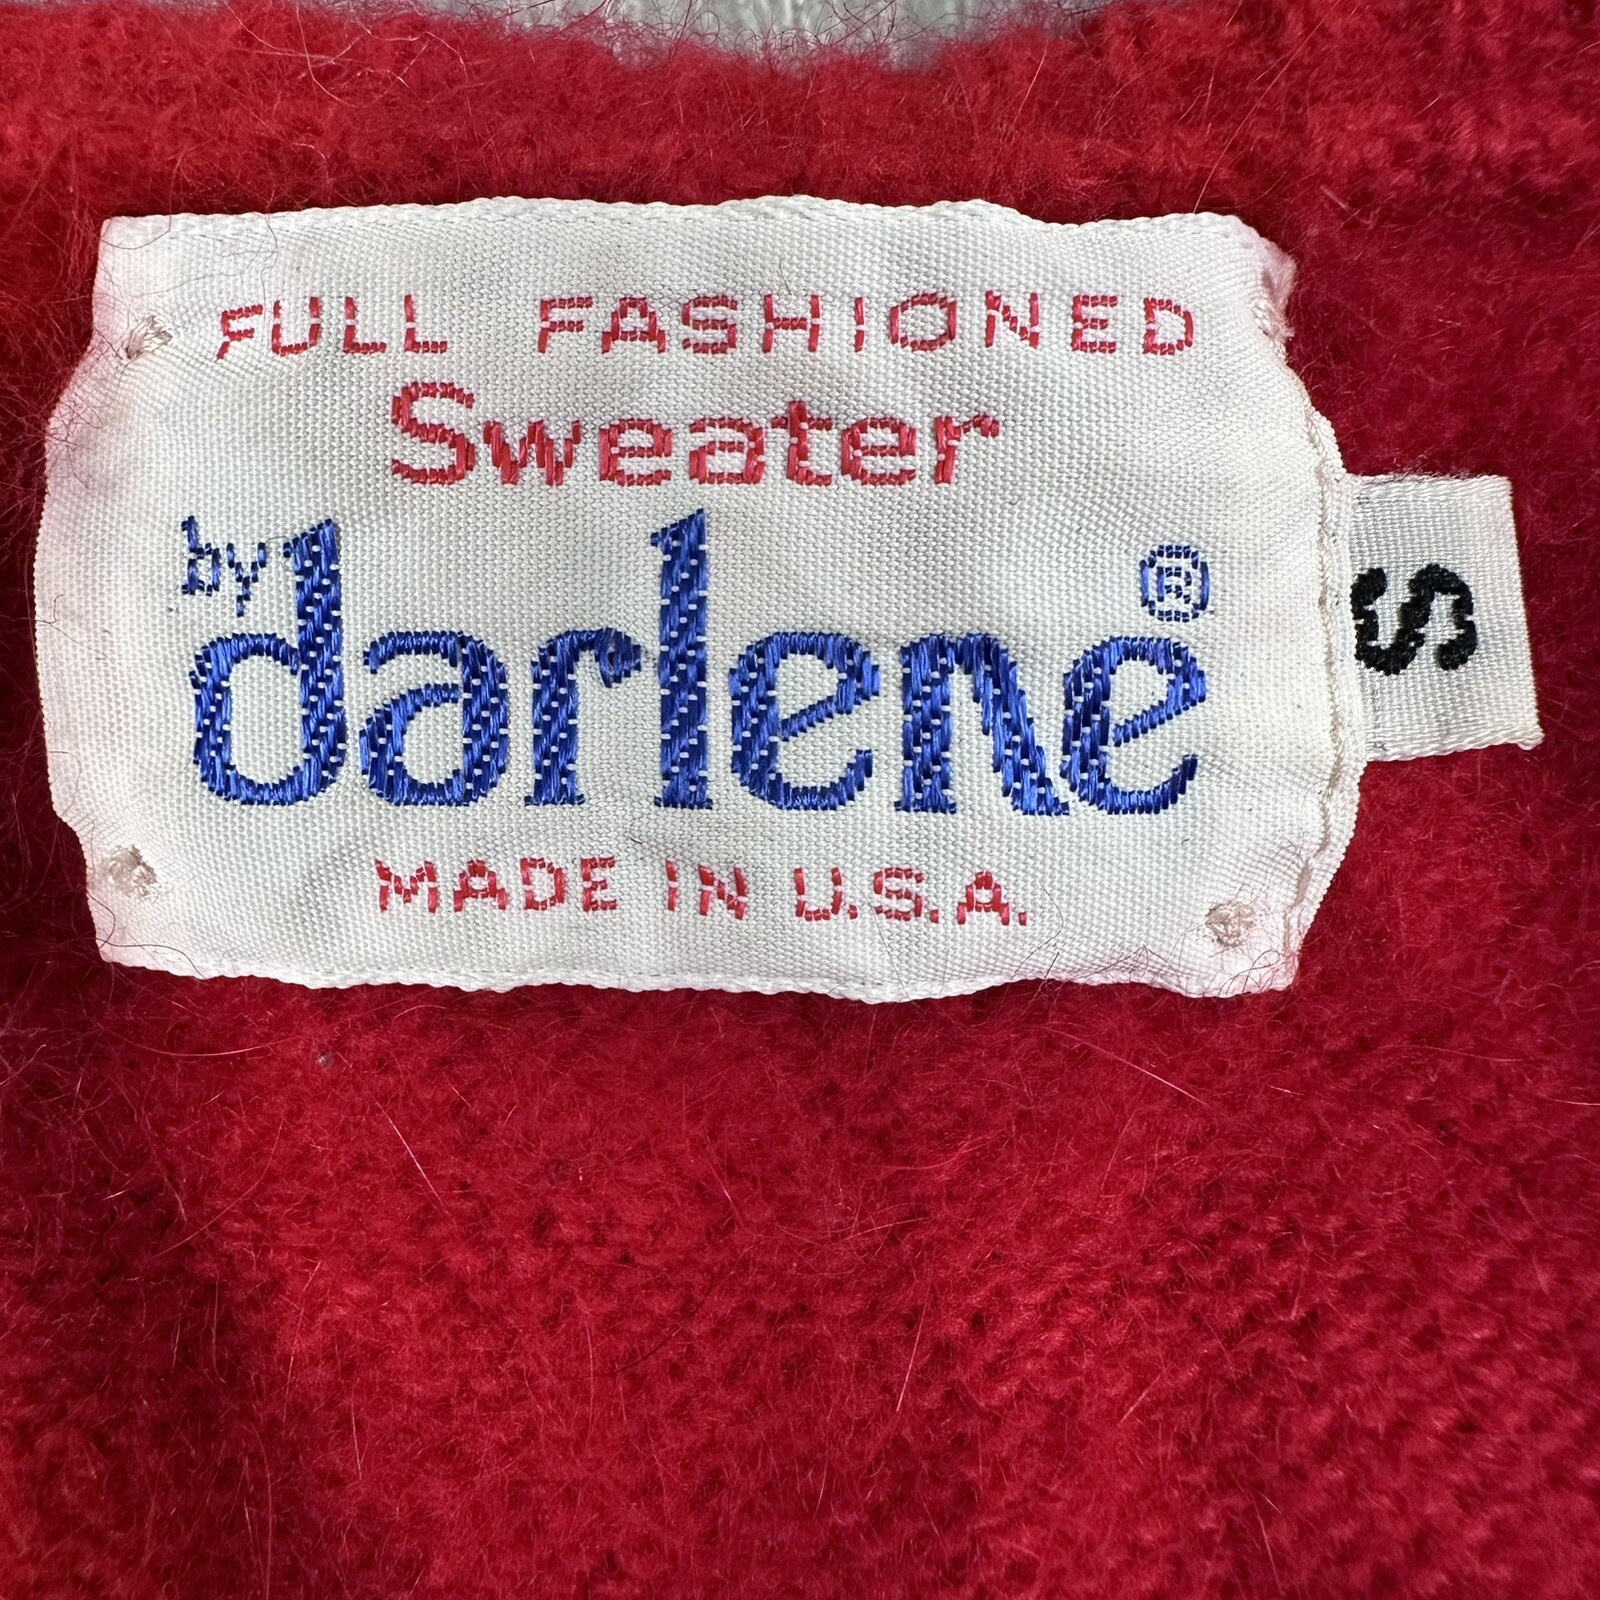 FULL FASHIONED
Sweater
by darlene ®
MADE IN U.S.A.
S